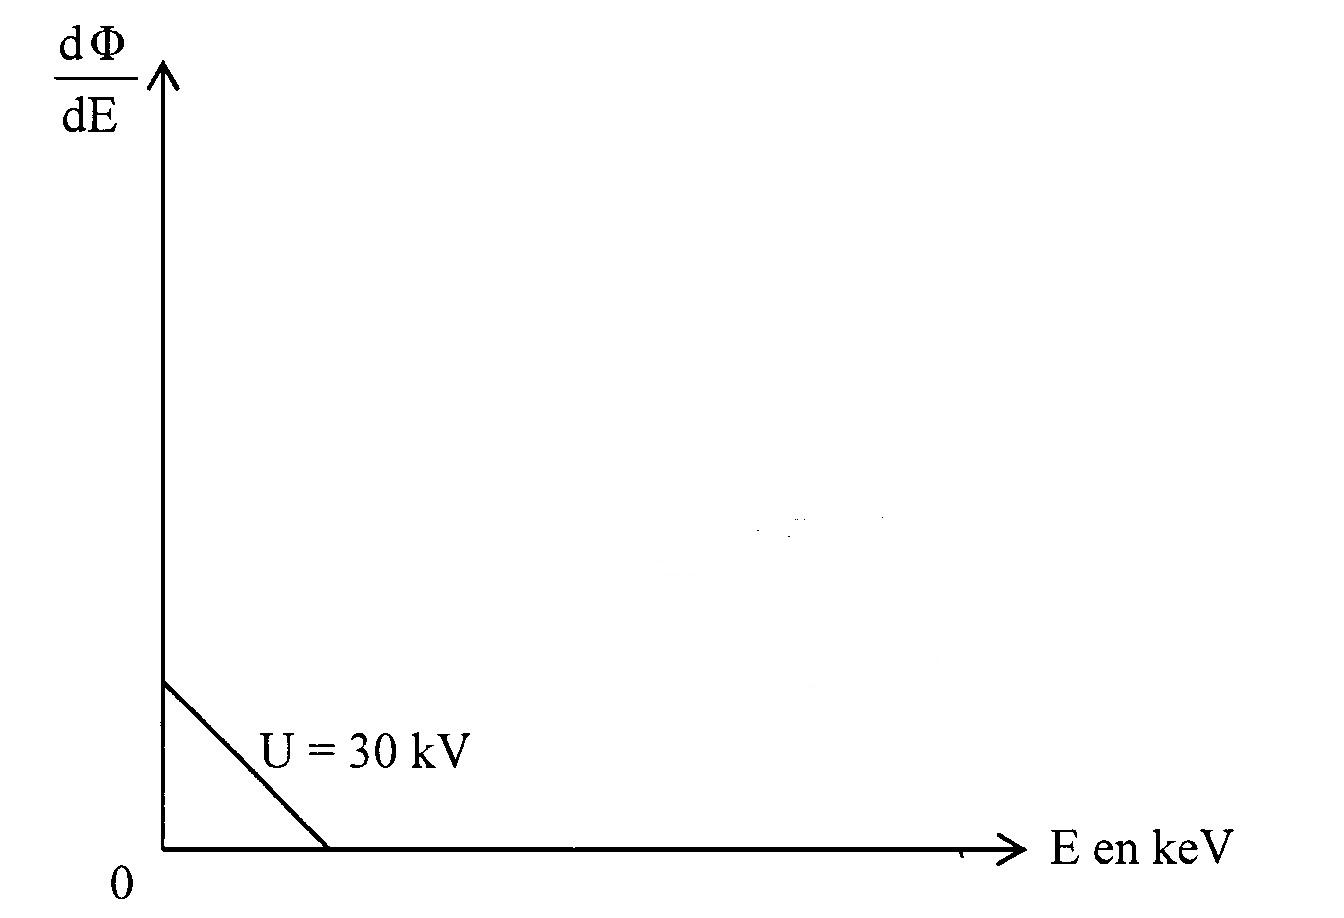 dΦ
dE
U = 30 kV
E en keV
0